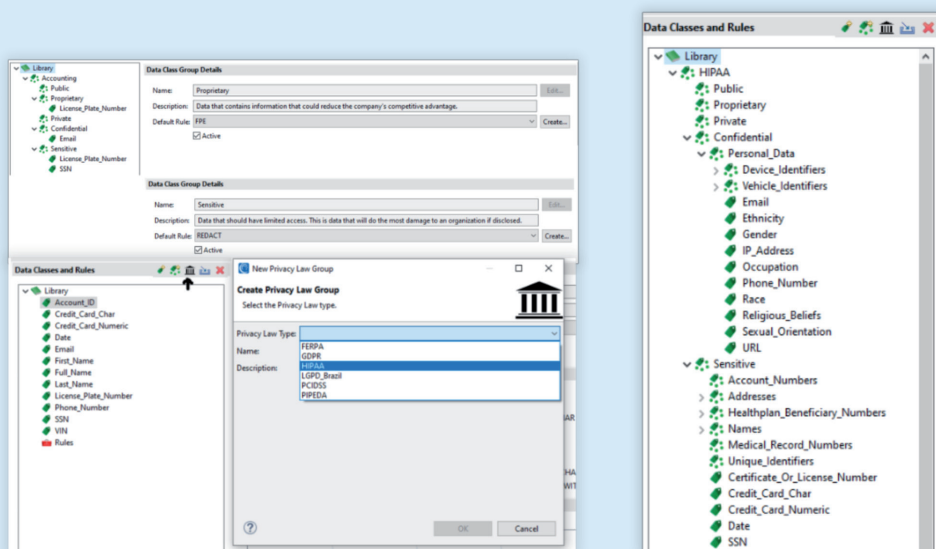 Library
Accounting
Public
Proprietary
License_Plate_Number
Private
Confidential
Email
Sensitive
License_Plate_Number
SSN
Data Class Group Details
Name: Proprietary Edit...
Description: Data that contains information that could reduce the company's competitive advantage.
Default Rule: FPE Create...
Active
Data Class Group Details
Name: Sensitive Edit...
Description: Data that should have limited access. This is data that will do the most damage to an organization if disclosed.
Default Rule: REDACT Create...
Active
Data Classes and Rules
Library
Account_ID
Credit_Card_Char
Credit_Card_Numeric
Date
Email
First_Name
Full_Name
Last_Name
License_Plate_Number
Phone_Number
SSN
VIN
Rules
New Privacy Law Group
Create Privacy Law Group
Select the Privacy Law type.
Privacy Law Type:
Name:
Description:
FERPA
GDPR
HIPAA
LGPD_Brazil
PCIDSS
PIPEDA
OK Cancel
Data Classes and Rules
Library
HIPAA
Public
Proprietary
Private
Confidential
Personal_Data
Device_Identifiers
Vehicle_Identifiers
Email
Ethnicity
Gender
IP_Address
Occupation
Phone_Number
Race
Religious_Beliefs
Sexual_Orientation
URL
Sensitive
Account_Numbers
Addresses
Healthplan_Beneficiary_Numbers
Names
Medical_Record_Numbers
Unique_Identifiers
Certificate_Or_License_Number
Credit_Card_Char
Credit_Card_Numeric
Date
SSN